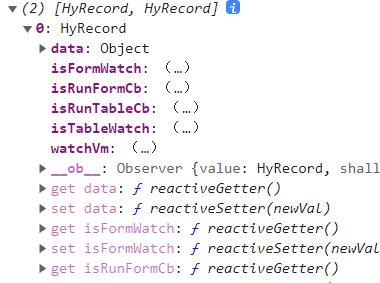 (2) [HyRecord, HyRecord] i
0: HyRecord
data: Object
isFormWatch: (...)
isRunFormCb: (...)
isRunTableCb: (...)
isTableWatch: (...)
watchVm: (...)
__ob__: Observer {value: HyRecord, shall
get data: ƒ reactiveGetter()
set data: ƒ reactiveSetter(newVal)
get isFormWatch: ƒ reactiveGetter()
set isFormWatch: ƒ reactiveSetter(newVal
get isRunFormCb: ƒ reactiveGetter()